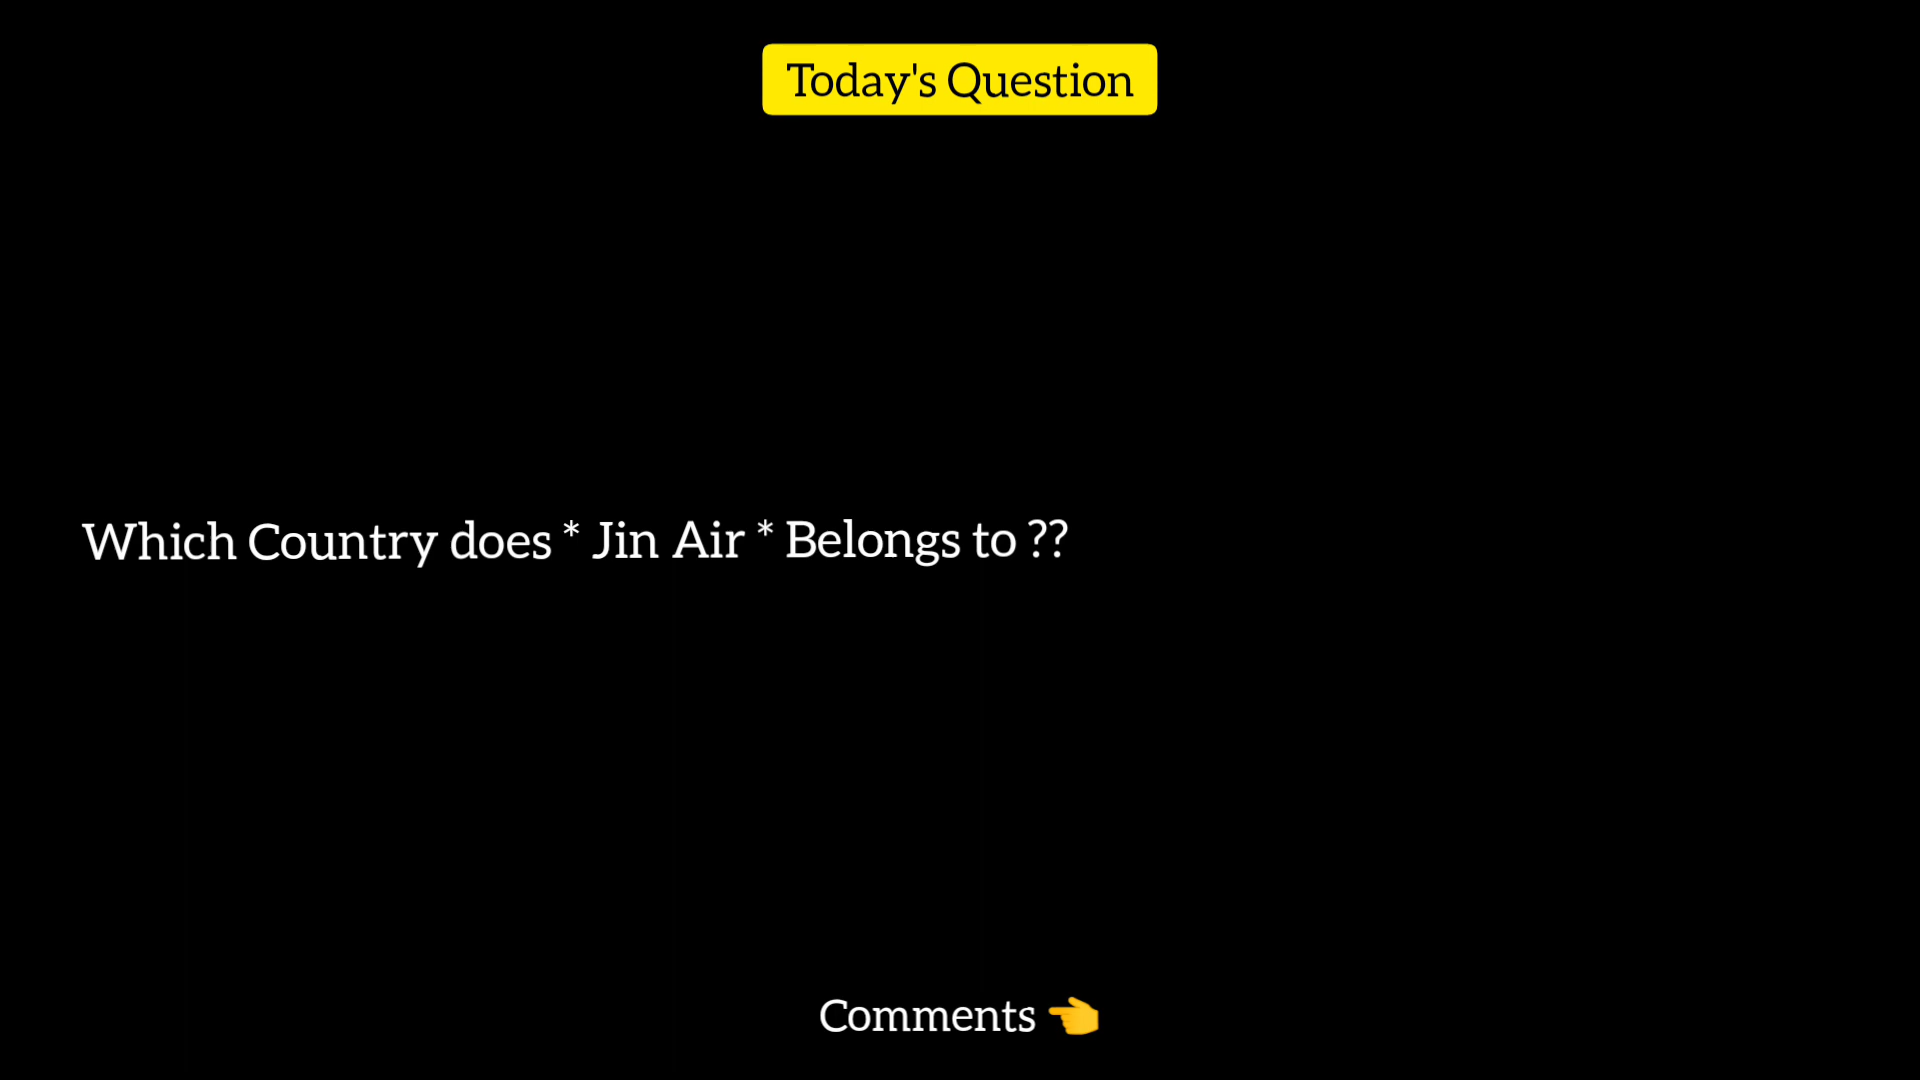 Today's Question
Which Country does * Jin Air * Belongs to ??
Comments 👈